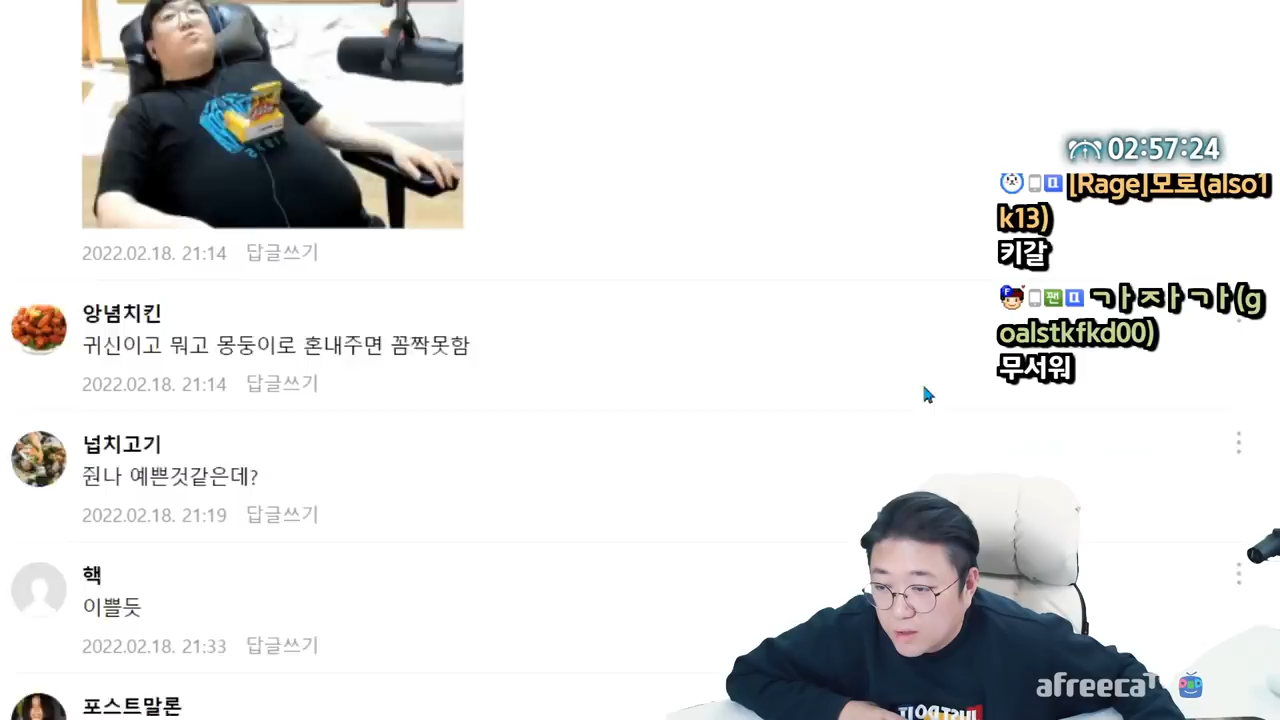 2022.02.18. 21:14 답글쓰기
양념치킨
귀신이고 뭐고 몽둥이로 혼내주면 꼼짝못함
2022.02.18. 21:14 답글쓰기
넙치고기
줜나 예쁜것같은데?
2022.02.18. 21:19 답글쓰기
핵
이쁠듯
2022.02.18. 21:33 답글쓰기
포스트말론
02:57:24
[Rage]모로(also1
k13)
키갈
ㄱㅏㅈㅏㄱㅏ(g
oalstkfkd00)
무서워
afreecaTV